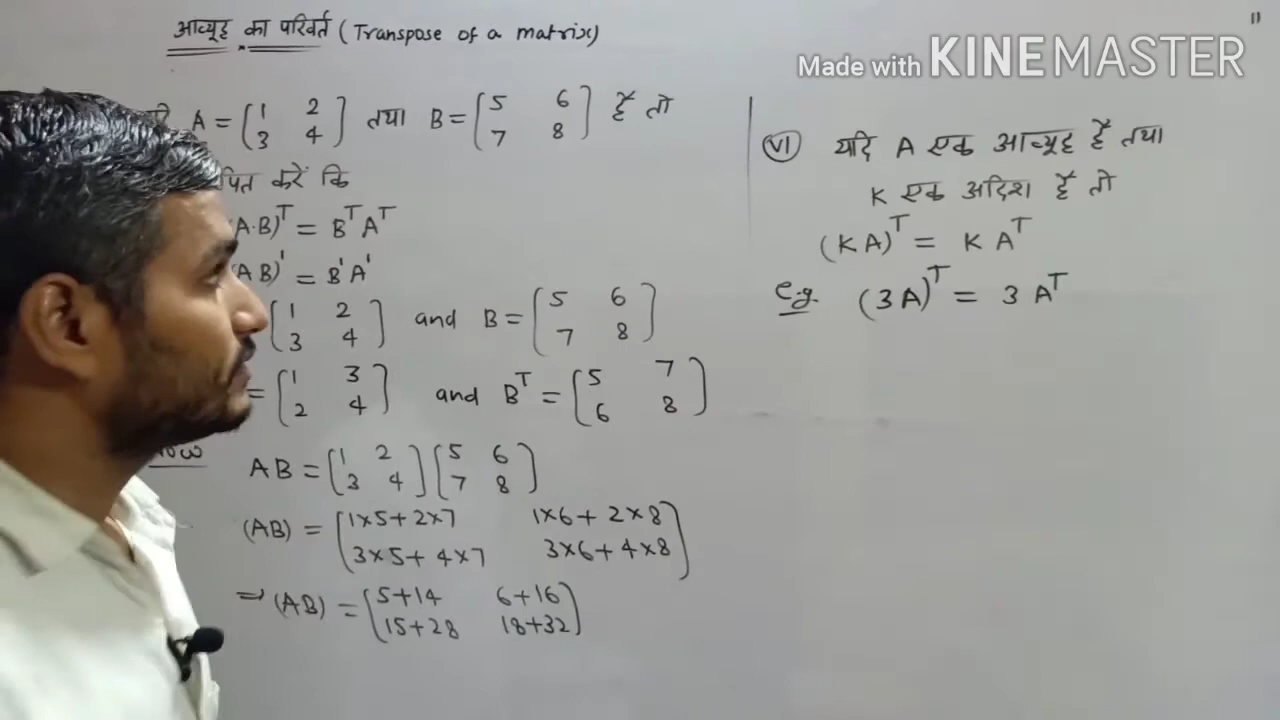 आव्यूह का परिवर्त (Transpose of a matrix)
A = [1 2
3 4] तथा B = [5 6
7 8] हैं तो
करें कि
A·B)^T = B^T A^T
AB)' = B'A'
[1 2
3 4] and B = [5 6
7 8]
= [1 3
2 4] and B^T = [5 7
6 8]
AB = [1 2
3 4] [5 6
7 8]
(AB) = [1×5+2×7 1×6+2×8
3×5+4×7 3×6+4×8]
⇒ (AB) = [5+14 6+16
15+28 18+32]
Made with KINEMASTER
11
(VI) यदि A एक आव्यूह है तथा
K एक अदिश है तो
(KA)^T = K A^T
e.g. (3A)^T = 3 A^T